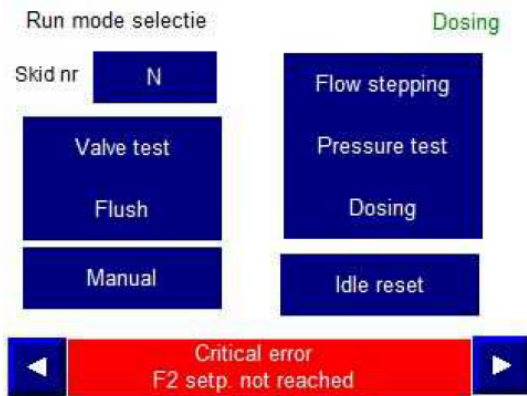 Run mode selectie
Dosing
Skid nr
N
Flow stepping
Valve test
Pressure test
Flush
Dosing
Manual
Idle reset
Critical error
F2 setp. not reached